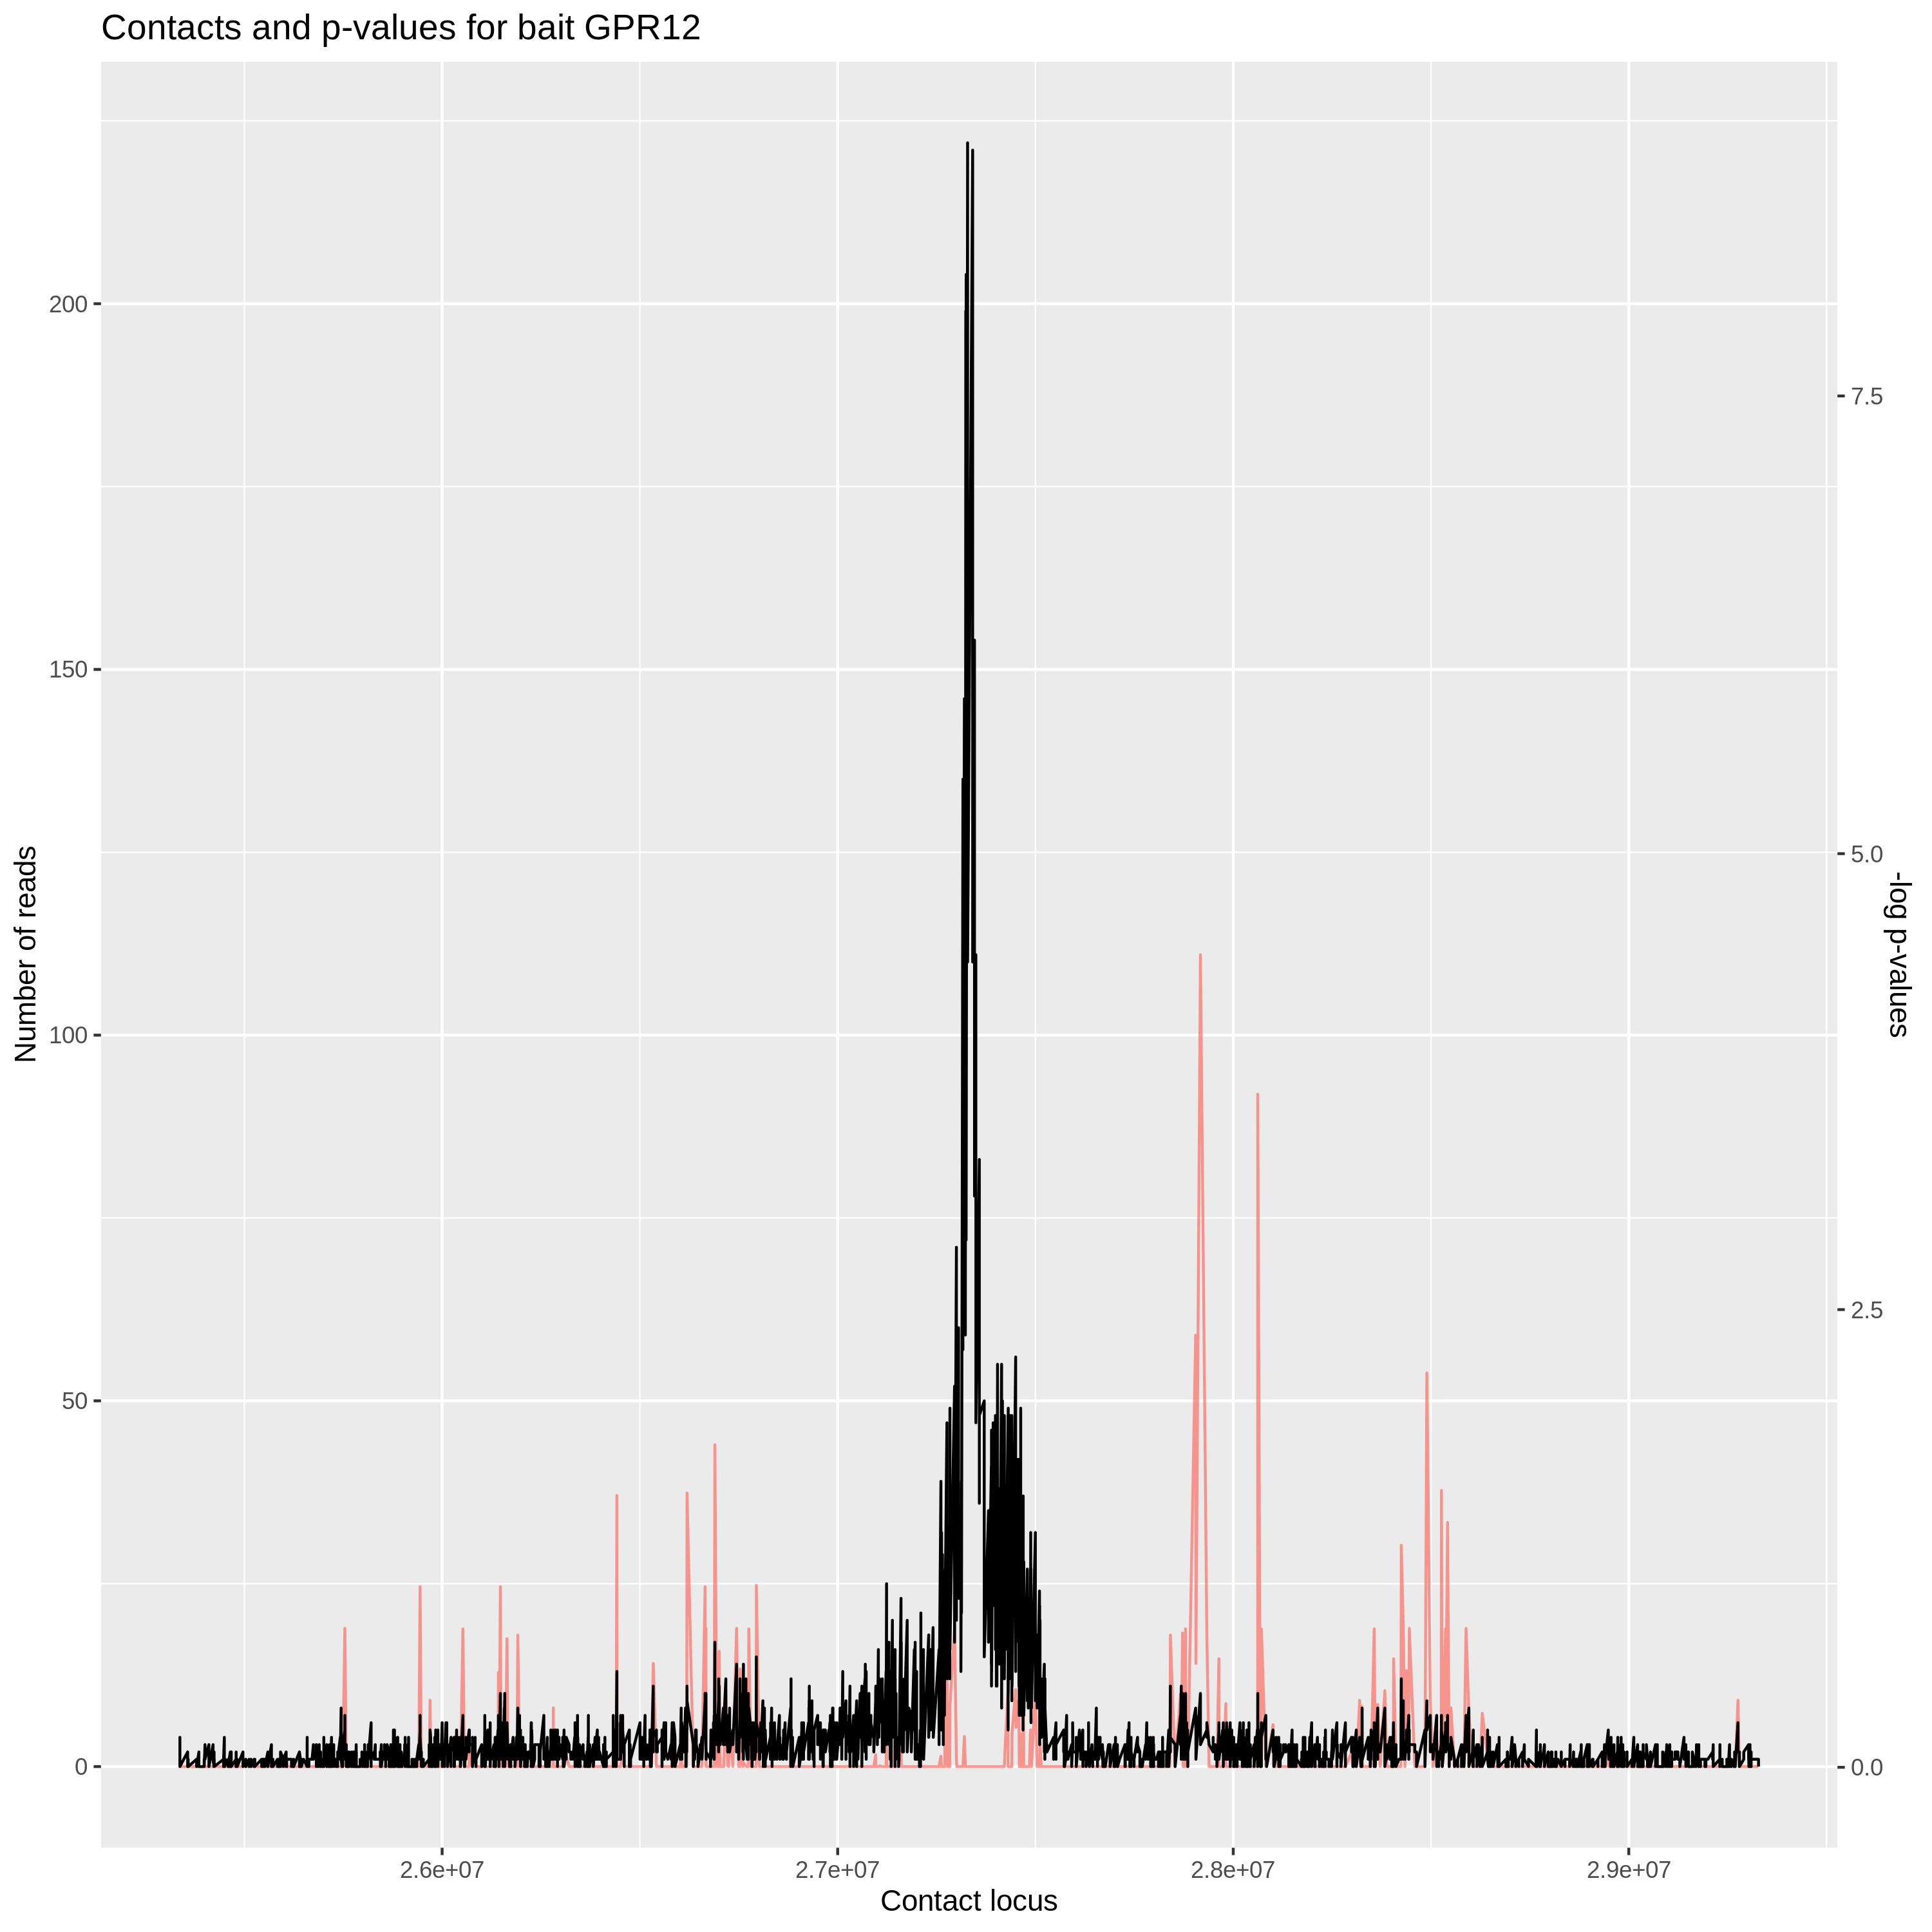 Contacts and p-values for bait GPR12
200
150
100
50
0
Number of reads
7.5
5.0
2.5
0.0
-log p-values
2.6e+07
2.7e+07
2.8e+07
2.9e+07
Contact locus